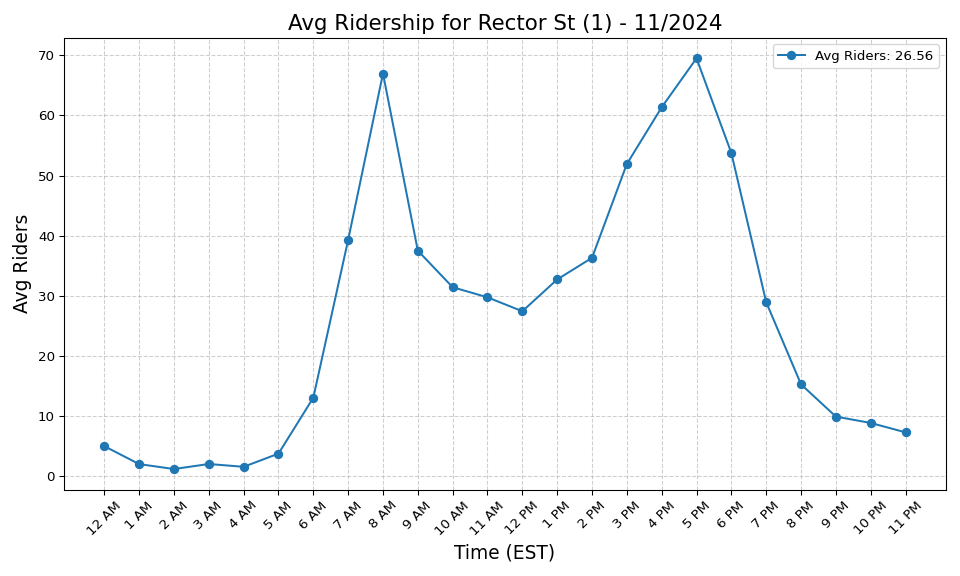 Avg Ridership for Rector St (1) - 11/2024
Avg Riders: 26.56
Avg Riders
70
60
50
40
30
20
10
0
12 AM
1 AM
2 AM
3 AM
4 AM
5 AM
6 AM
7 AM
8 AM
9 AM
10 AM
11 AM
12 PM
1 PM
2 PM
3 PM
4 PM
5 PM
6 PM
7 PM
8 PM
9 PM
10 PM
11 PM
Time (EST)